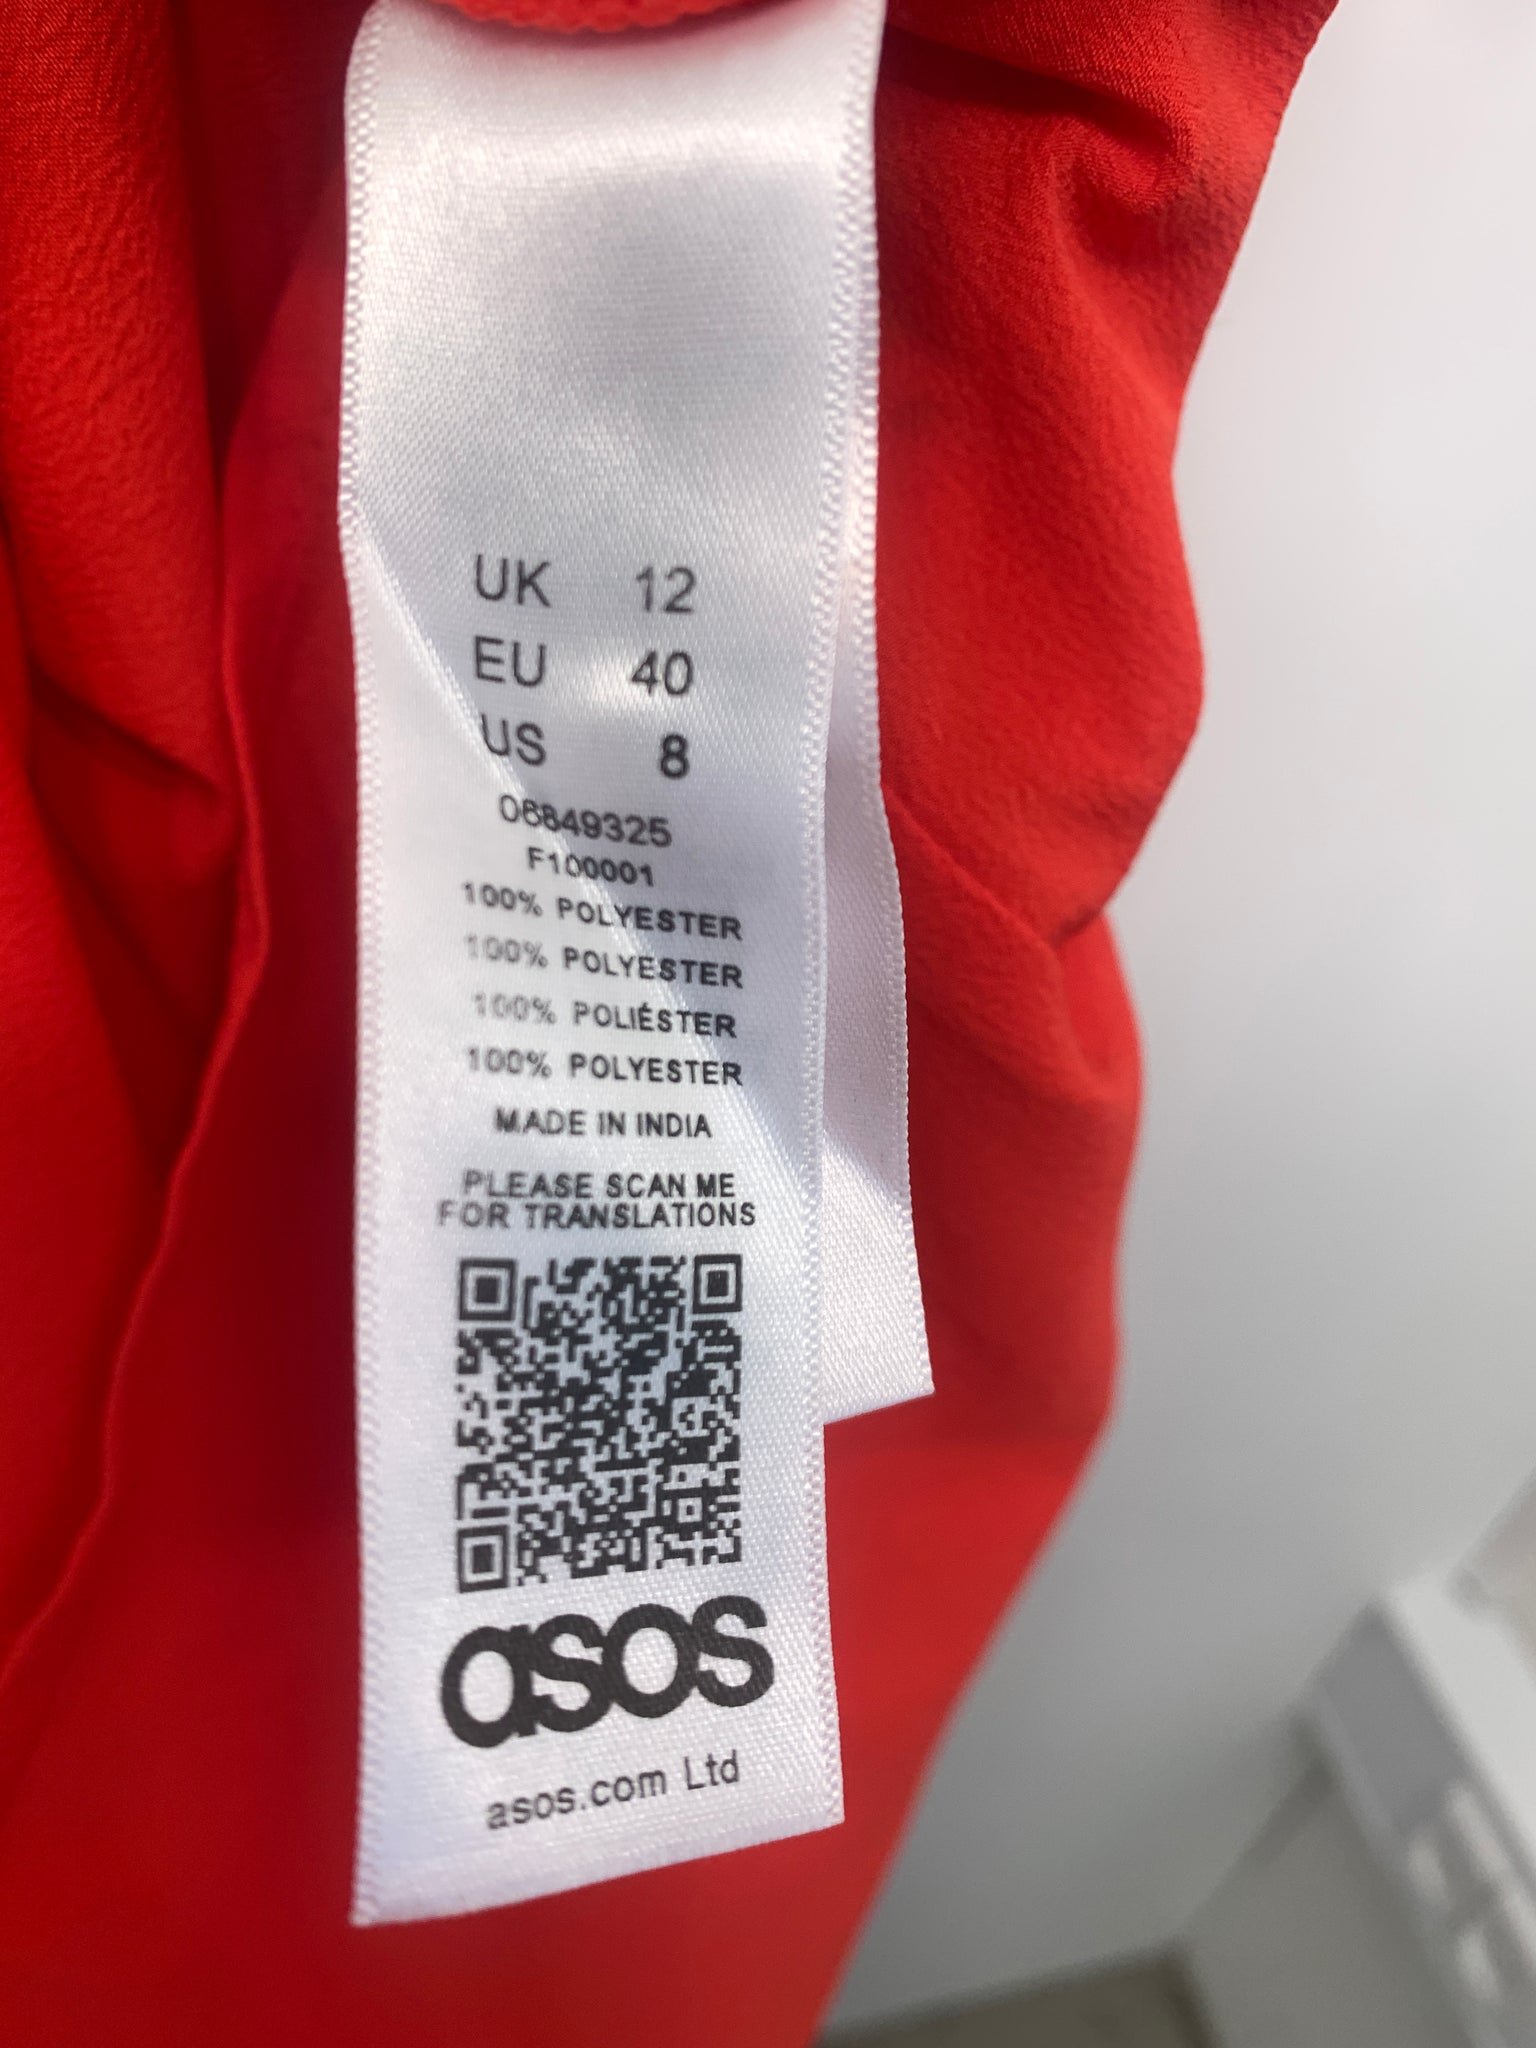 UK 12
EU 40
US 8
06849325
F100001
100% POLYESTER
100% POLYESTER
100% POLIÉSTER
100% POLYESTER
MADE IN INDIA
PLEASE SCAN ME
FOR TRANSLATIONS
asos
asos.com Ltd